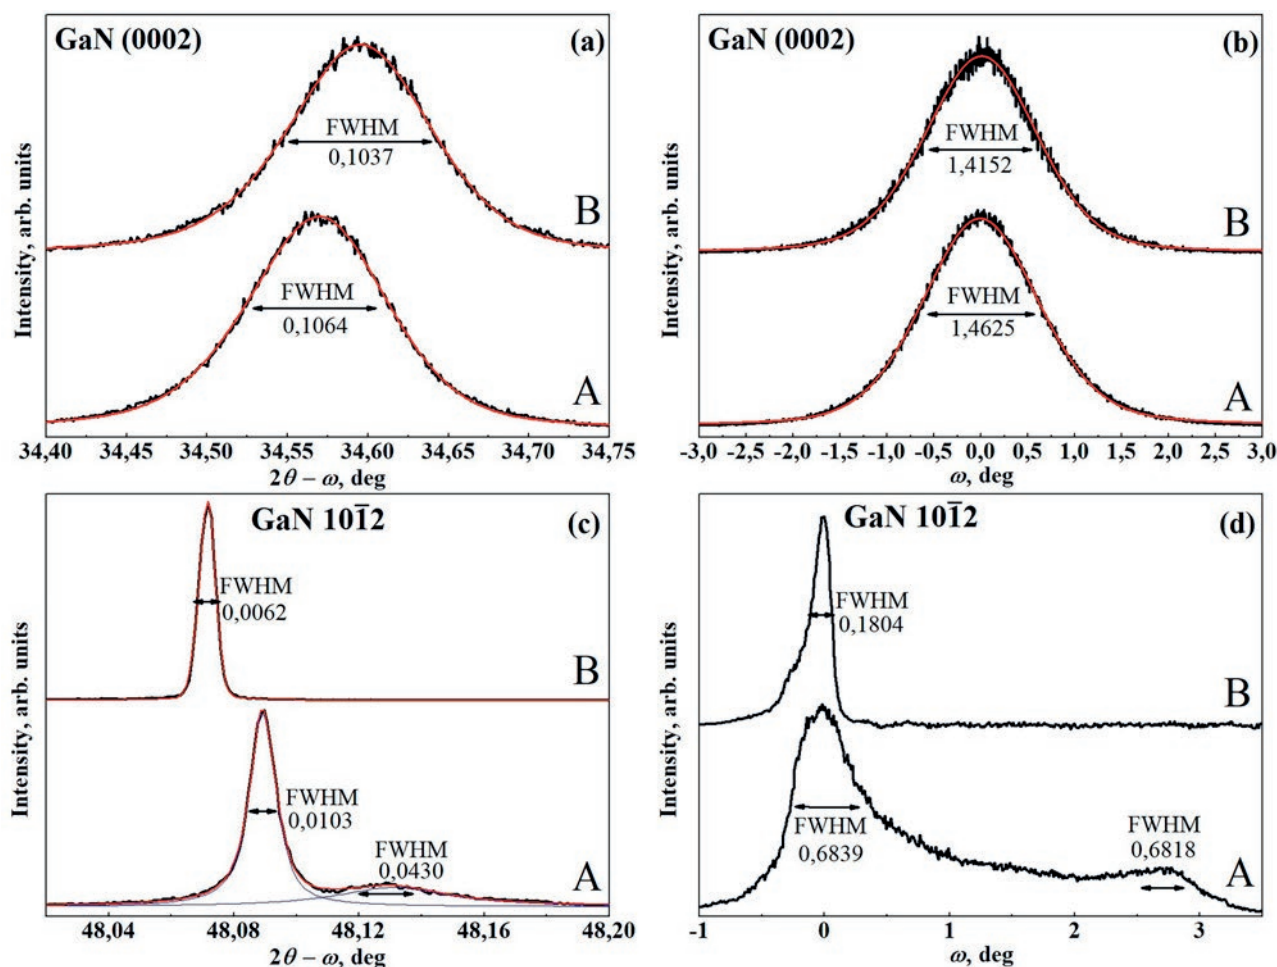 GaN (0002)
(a)
Intensity, arb. units
FWHM
0,1037
B
FWHM
0,1064
A
34,40 34,45 34,50 34,55 34,60 34,65 34,70 34,75
2θ – ω, deg
GaN (0002)
(b)
Intensity, arb. units
FWHM
1,4152
B
FWHM
1,4625
A
-3,0 -2,5 -2,0 -1,5 -1,0 -0,5 0,0 0,5 1,0 1,5 2,0 2,5 3,0
ω, deg
GaN 101̅2
(c)
Intensity, arb. units
FWHM
0,0062
B
FWHM
0,0103
FWHM
0,0430
A
48,04 48,08 48,12 48,16 48,20
2θ – ω, deg
GaN 101̅2
(d)
Intensity, arb. units
FWHM
0,1804
B
FWHM
0,6839
FWHM
0,6818
A
-1 0 1 2 3
ω, deg